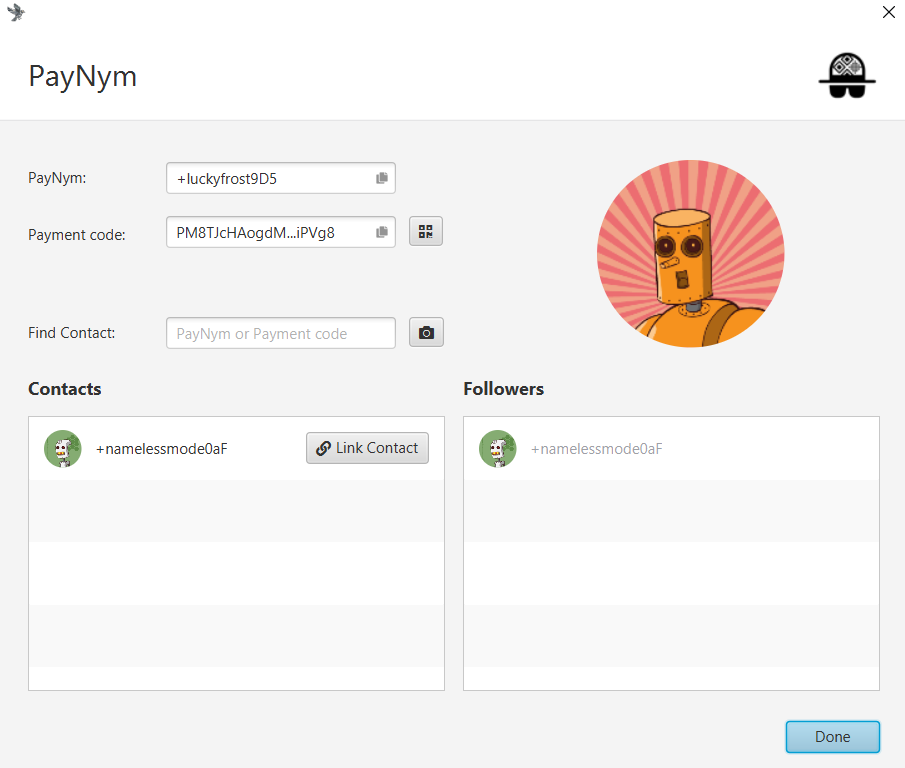 PayNym
PayNym:
+luckyfrost9D5
Payment code:
PM8TJcHAogdM...iPVg8
Find Contact:
PayNym or Payment code
Contacts
+namelessmode0aF
Link Contact
Followers
+namelessmode0aF
Done